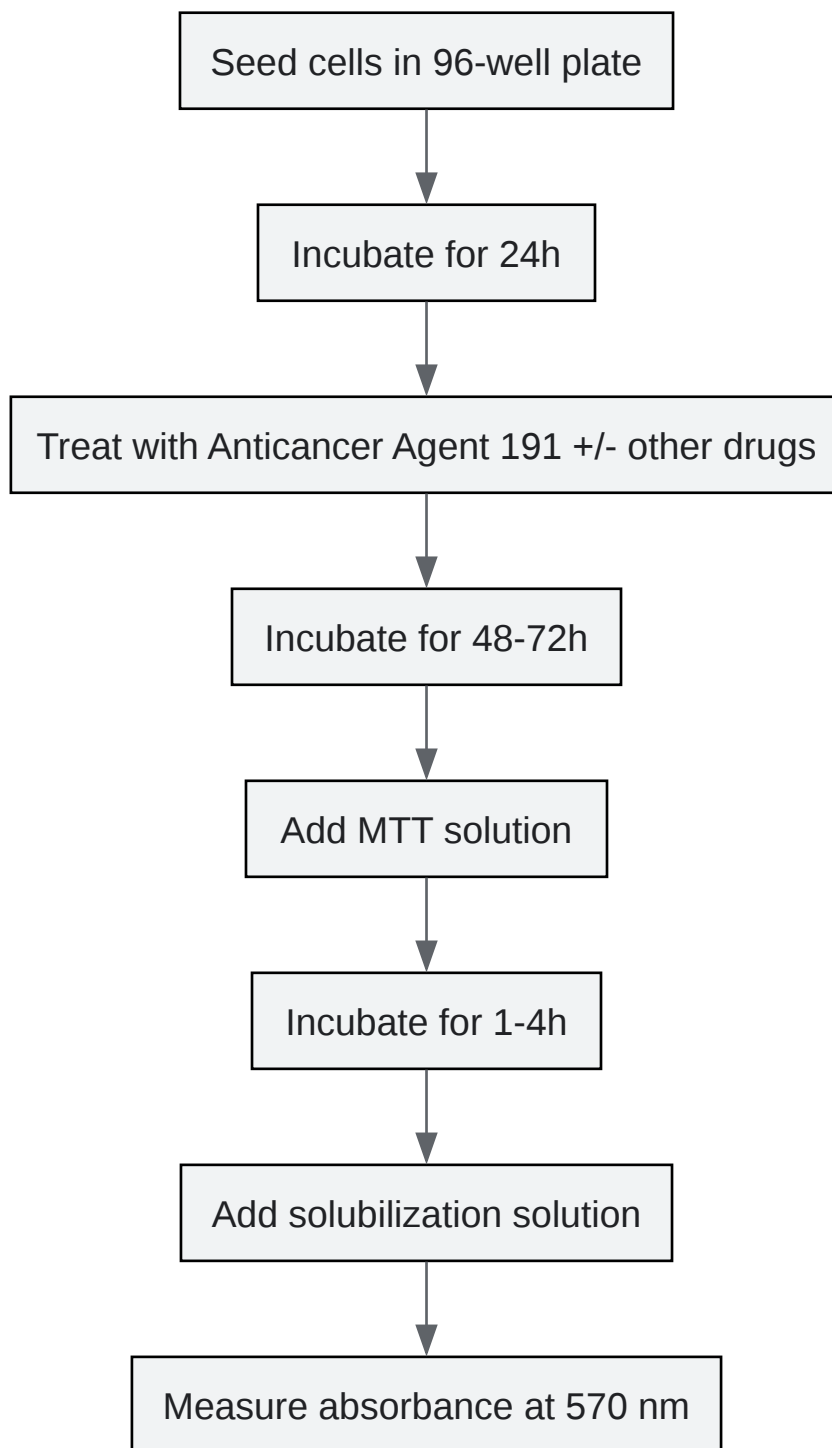 Seed cells in 96-well plate
Incubate for 24h
Treat with Anticancer Agent 191 +/- other drugs
Incubate for 48-72h
Add MTT solution
Incubate for 1-4h
Add solubilization solution
Measure absorbance at 570 nm